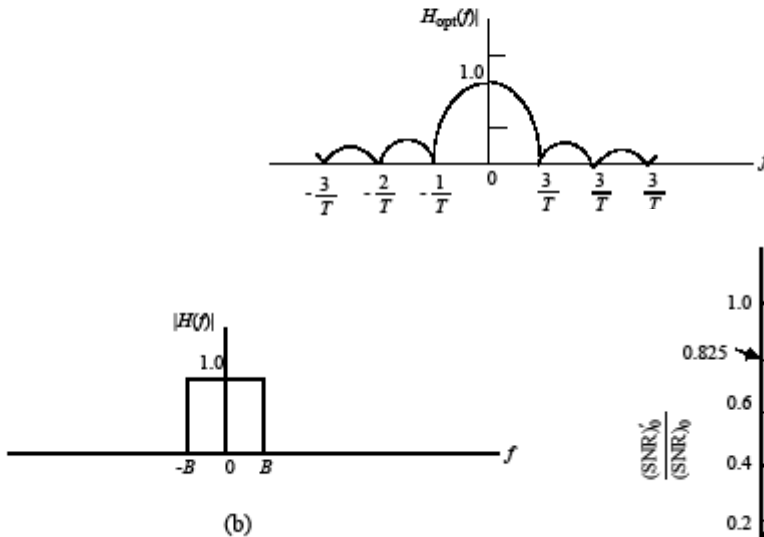 H_opt(f)|
1.0
-3/T -2/T -1/T 0 3/T 3/T 3/T
|H(f)|
1.0
-B 0 B f
(b)
1.0
0.825
0.6
0.4
0.2
(SNR)'_0 / (SNR)_0